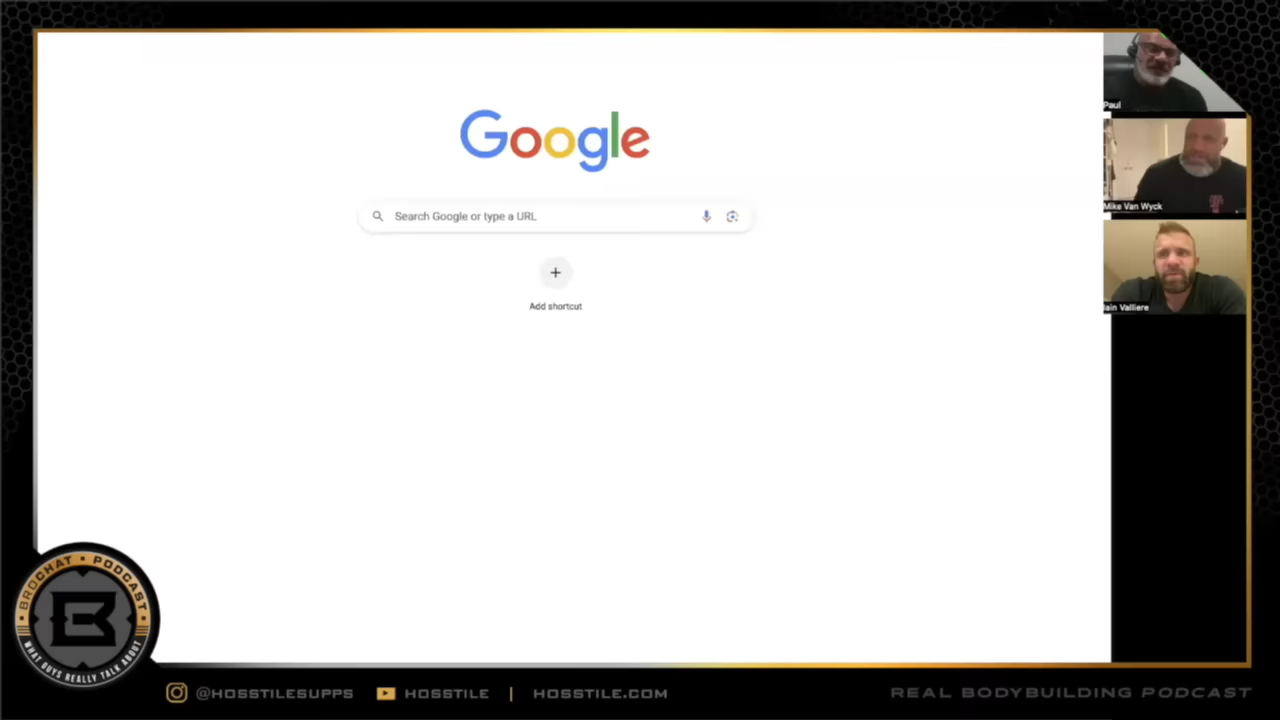 Google
Search Google or type a URL
Add shortcut
Paul
Mike Van Wyck
Iain Valliere
BROCHAT • PODCAST
B
WHAT GUYS REALLY TALK ABOUT
@HOSSTILESUPPS
HOSSTILE
|
HOSSTILE.COM
REAL BODYBUILDING PODCAST